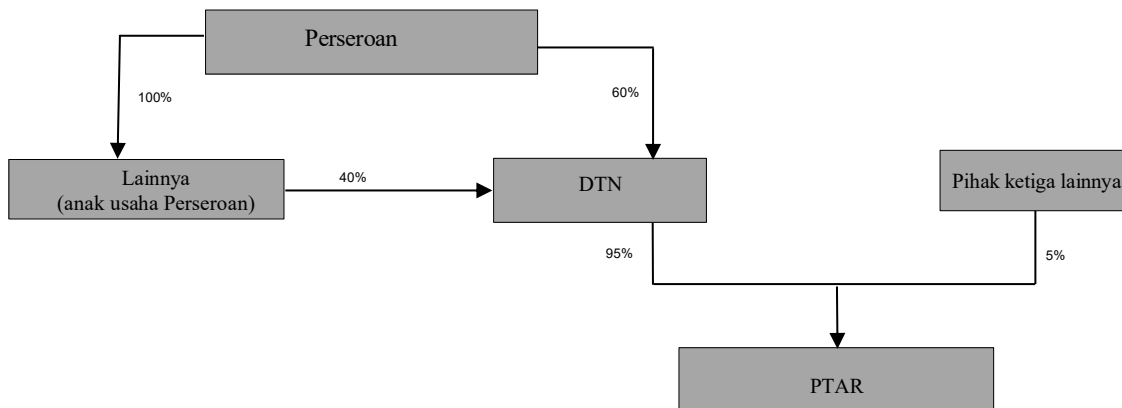 Perseroan
100%
60%
Lainnya
(anak usaha Perseroan)
40%
DTN
Pihak ketiga lainnya
95%
5%
PTAR